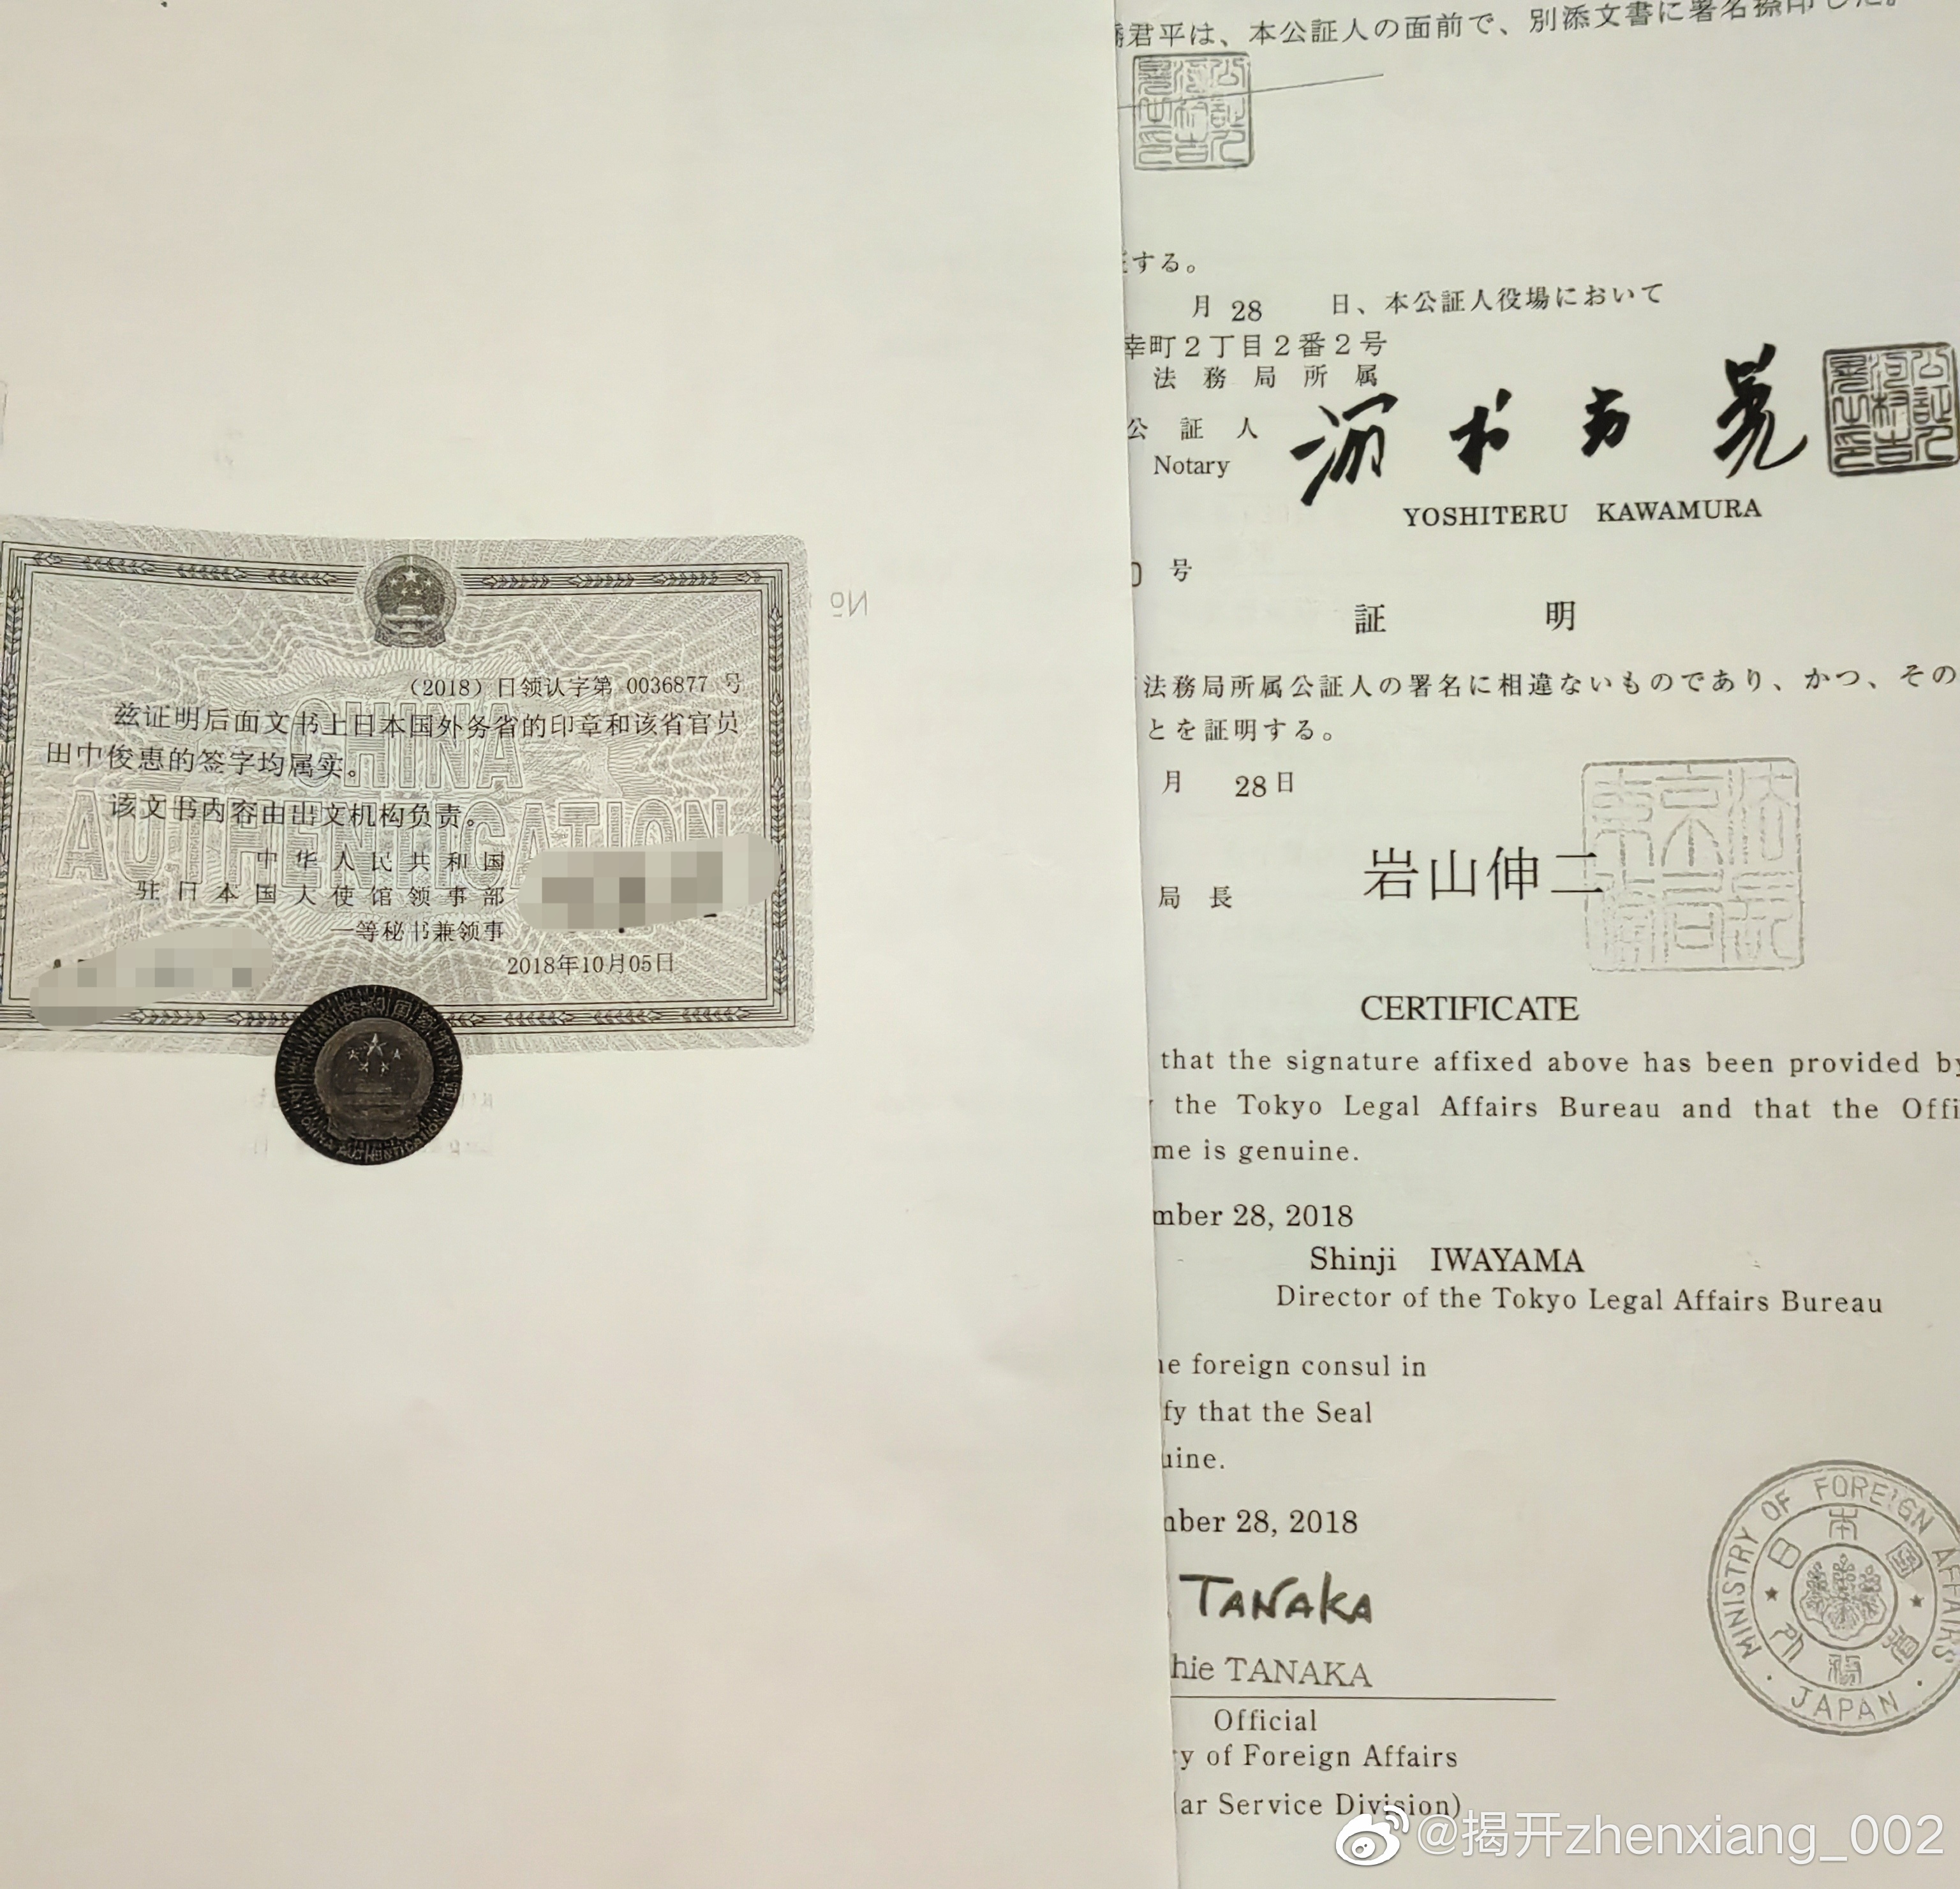 (2018)日领认字第 0036877 号
兹证明后面文书上日本国外务省的印章和该省官员
田中俊惠的签字均属实。
该文书内容由出文机构负责。
中华人民共和国
驻日本国大使馆领事部
一等秘书兼领事
2018年10月05日
CHINA
AUTHENTICATION
№
君平は、本公証人の面前で、別添文書に署名捺印した。
する。
月 28 日、本公証人役場において
幸町2丁目2番2号
法務局所属
公証人
Notary
YOSHITERU KAWAMURA
号
証 明
法務局所属公証人の署名に相違ないものであり、かつ、その
とを証明する。
月 28日
局長 岩山伸二
CERTIFICATE
that the signature affixed above has been provided by
the Tokyo Legal Affairs Bureau and that the Offi
me is genuine.
mber 28, 2018
Shinji IWAYAMA
Director of the Tokyo Legal Affairs Bureau
e foreign consul in
fy that the Seal
uine.
mber 28, 2018
TANAKA
hie TANAKA
Official
y of Foreign Affairs
ar Service Division)
MINISTRY OF FOREIGN AFFAIRS
JAPAN
日本国外務省
@揭开zhenxiang_002